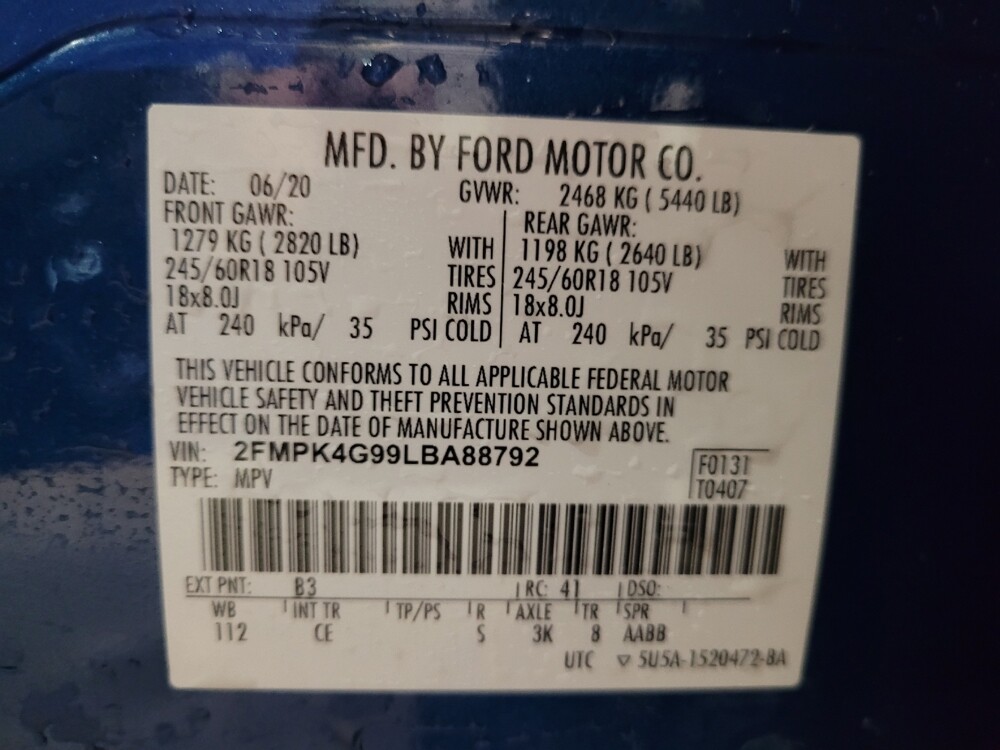 MFD. BY FORD MOTOR CO.
DATE: 06/20 GVWR: 2468 KG ( 5440 LB)
FRONT GAWR: REAR GAWR:
1279 KG ( 2820 LB) WITH 1198 KG ( 2640 LB) WITH
245/60R18 105V TIRES 245/60R18 105V TIRES
18x8.0J RIMS 18x8.0J RIMS
AT 240 kPa/ 35 PSI COLD AT 240 kPa/ 35 PSI COLD
THIS VEHICLE CONFORMS TO ALL APPLICABLE FEDERAL MOTOR
VEHICLE SAFETY AND THEFT PREVENTION STANDARDS IN
EFFECT ON THE DATE OF MANUFACTURE SHOWN ABOVE.
VIN: 2FMPK4G99LBA88792 F0131
TYPE: MPV T0407
EXT PNT: B3 RC: 41 DSO:
WB INT TR TP/PS R AXLE TR SPR
112 CE S 3K 8 AABB
UTC ▽ 5U5A-1520472-BA